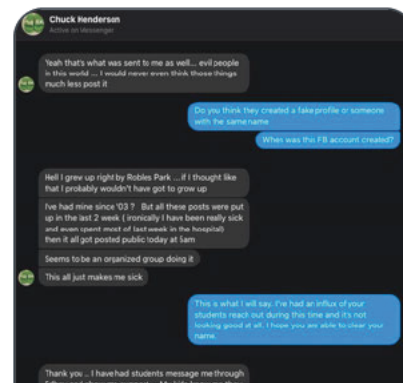 Chuck Henderson
Active on Messenger
Yeah that's what was sent to me as well... evil people
in this world ... I would never even think those things
much less post it
Do you think they created a fake profile or someone
with the same name
When was this FB account created?
Hell I grew up right by Robles Park ... if I thought like
that I probably wouldn't have got to grow up
I've had mine since '03 ? But all these posts were put
up in the last 2 week ( ironically I have been really sick
and even spent most of last week in the hospital)
then it all got posted public today at 5am
Seems to be an organized group doing it
This all just makes me sick
This is what I will say. I've had an influx of your
students reach out during this time and it's not
looking good at all. I hope you are able to clear your
name.
Thank you .. I have had students message me through